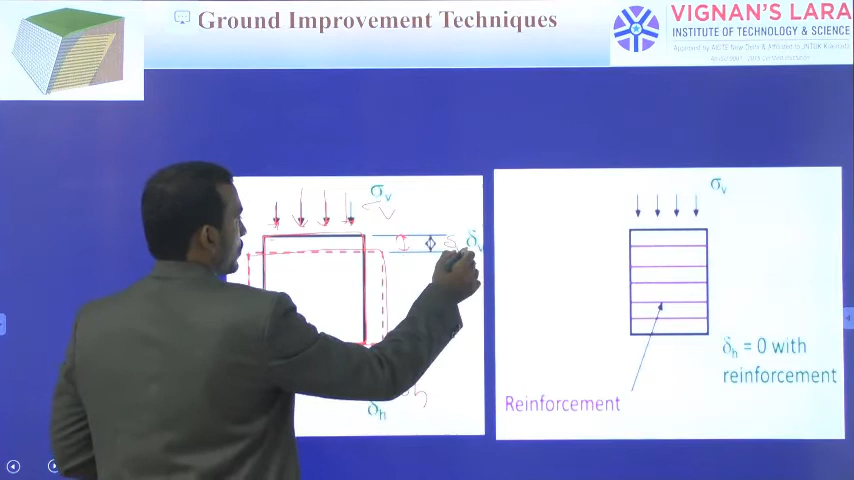 Ground Improvement Techniques
VIGNAN'S LARA
INSTITUTE OF TECHNOLOGY & SCIENCE
σv
V
δv
h
δh
σv
δh = 0 with
reinforcement
Reinforcement